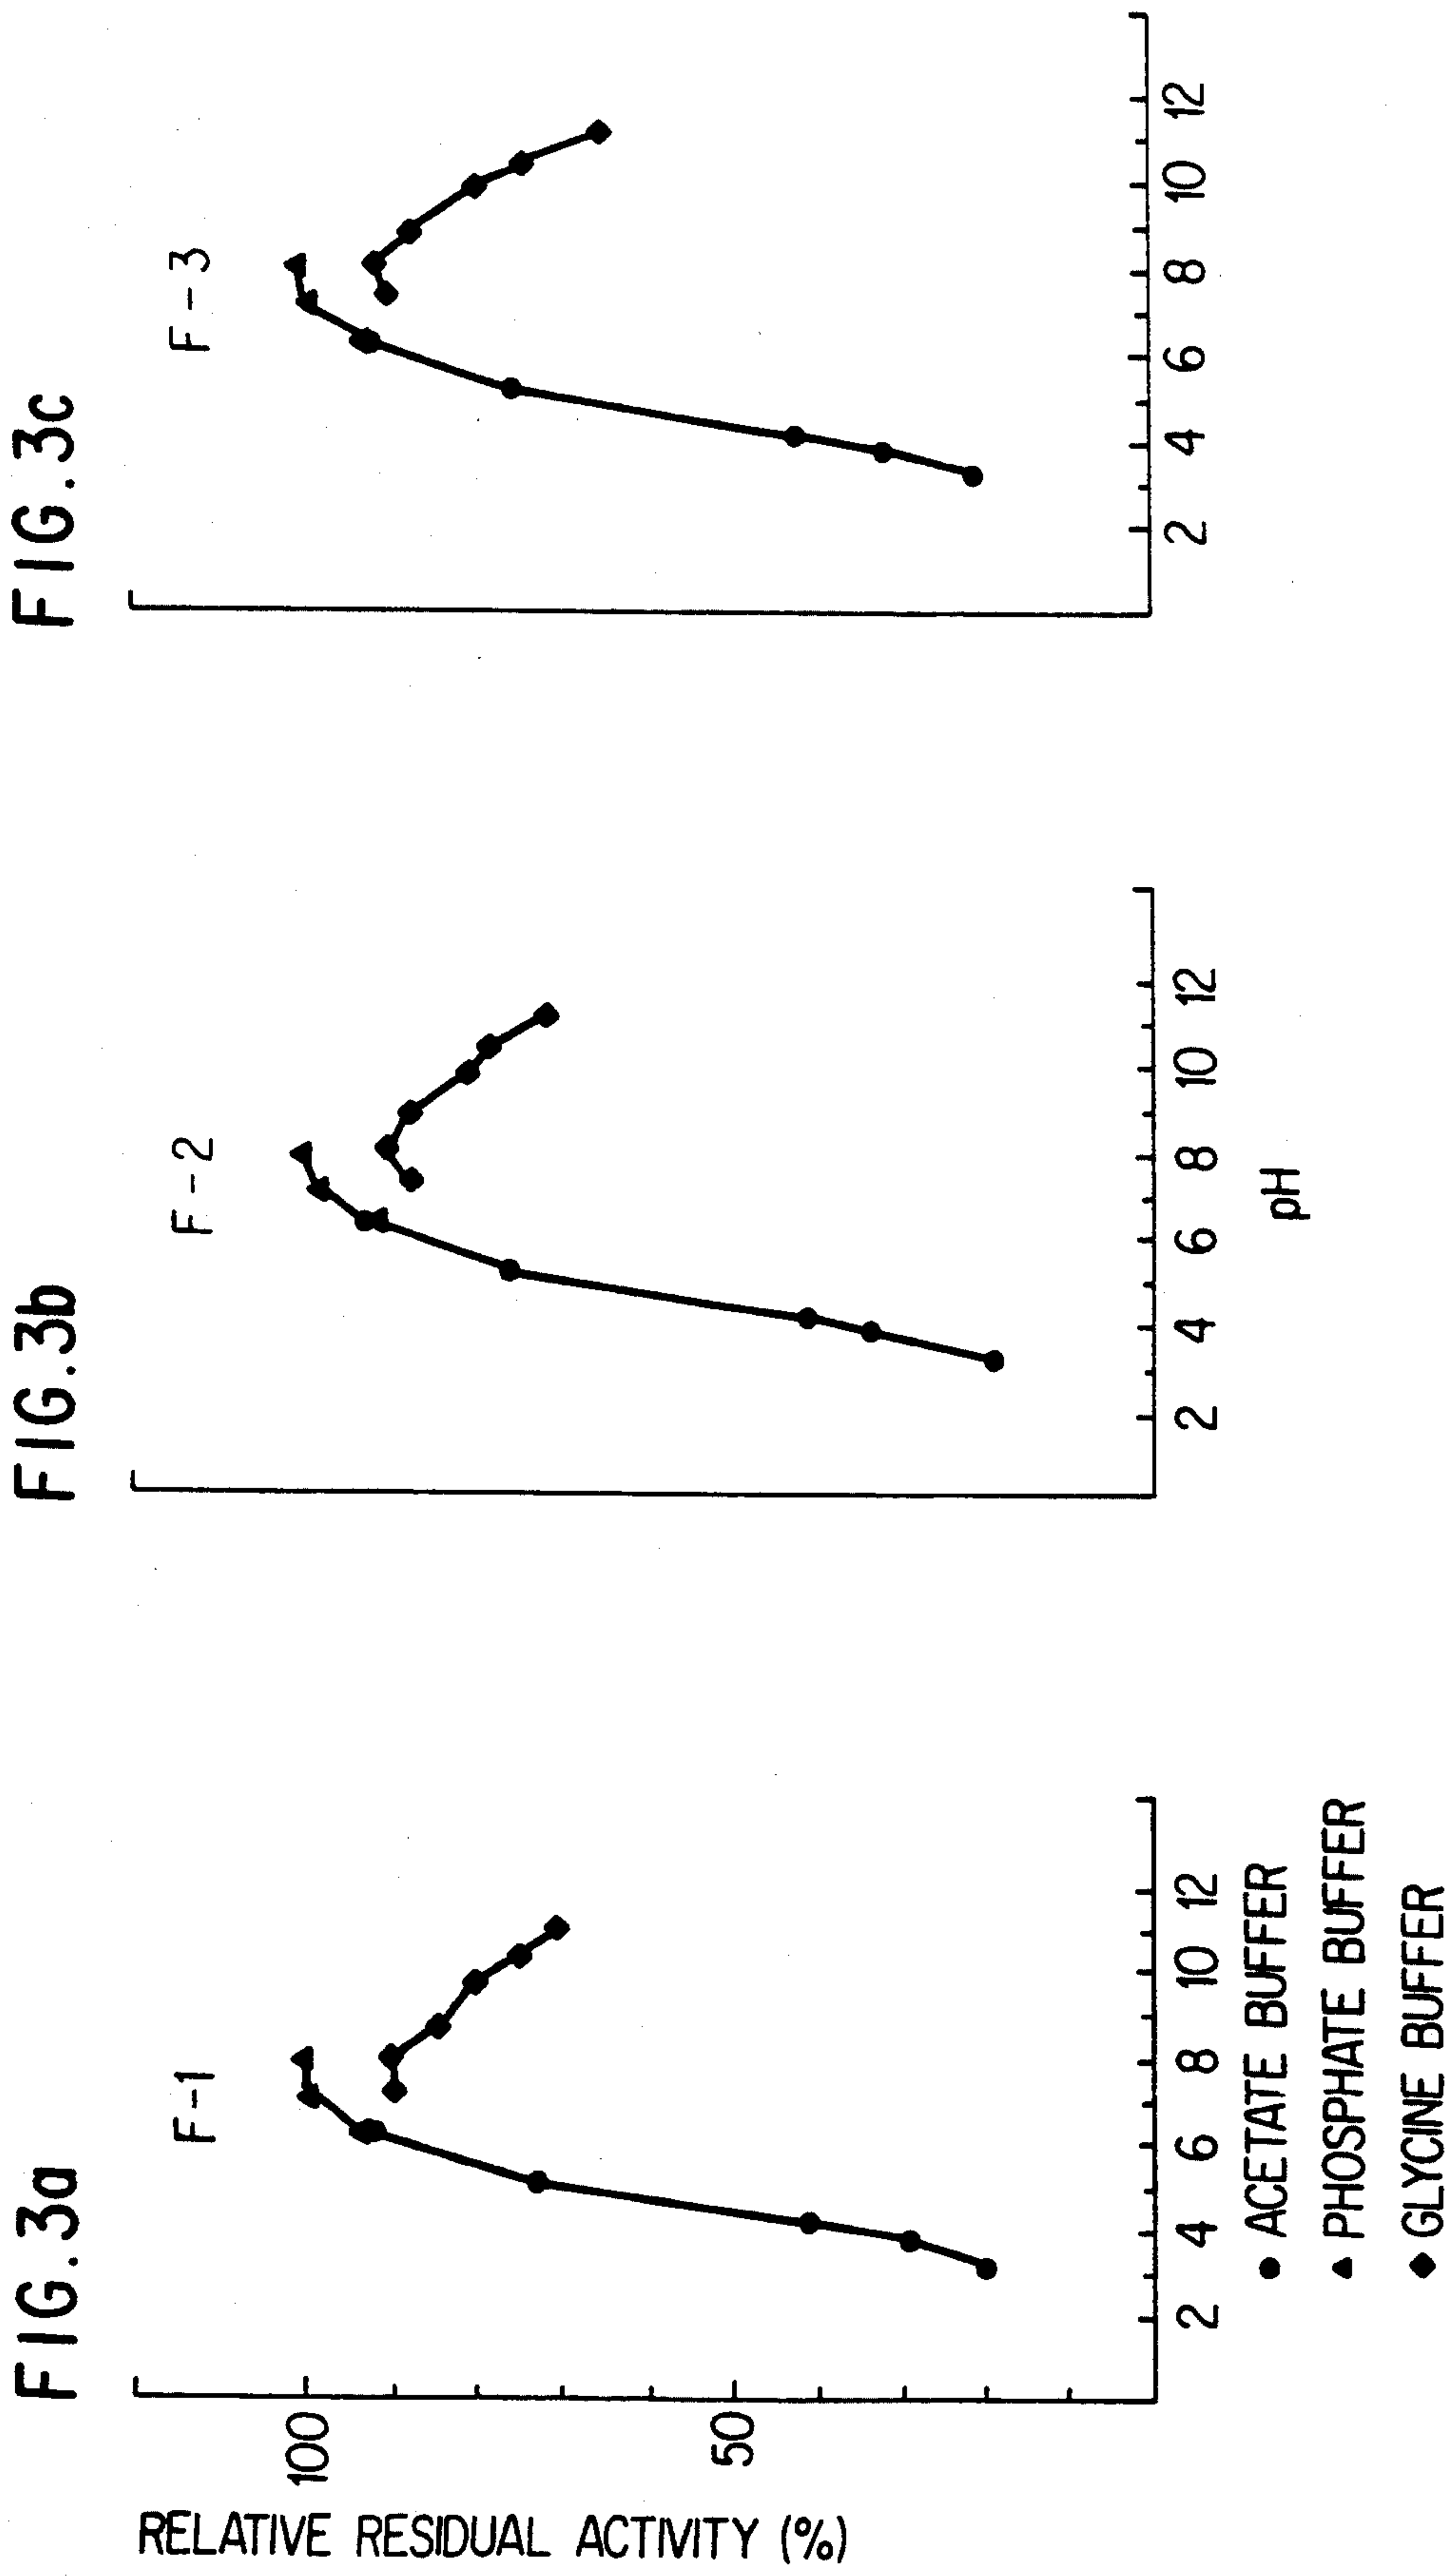 FIG.3a
F-1
RELATIVE RESIDUAL ACTIVITY (%)
100
50
2 4 6 8 10 12
● ACETATE BUFFER
▲ PHOSPHATE BUFFER
◆ GLYCINE BUFFER
FIG.3b
F-2
2 4 6 8 10 12
pH
FIG.3c
F-3
2 4 6 8 10 12